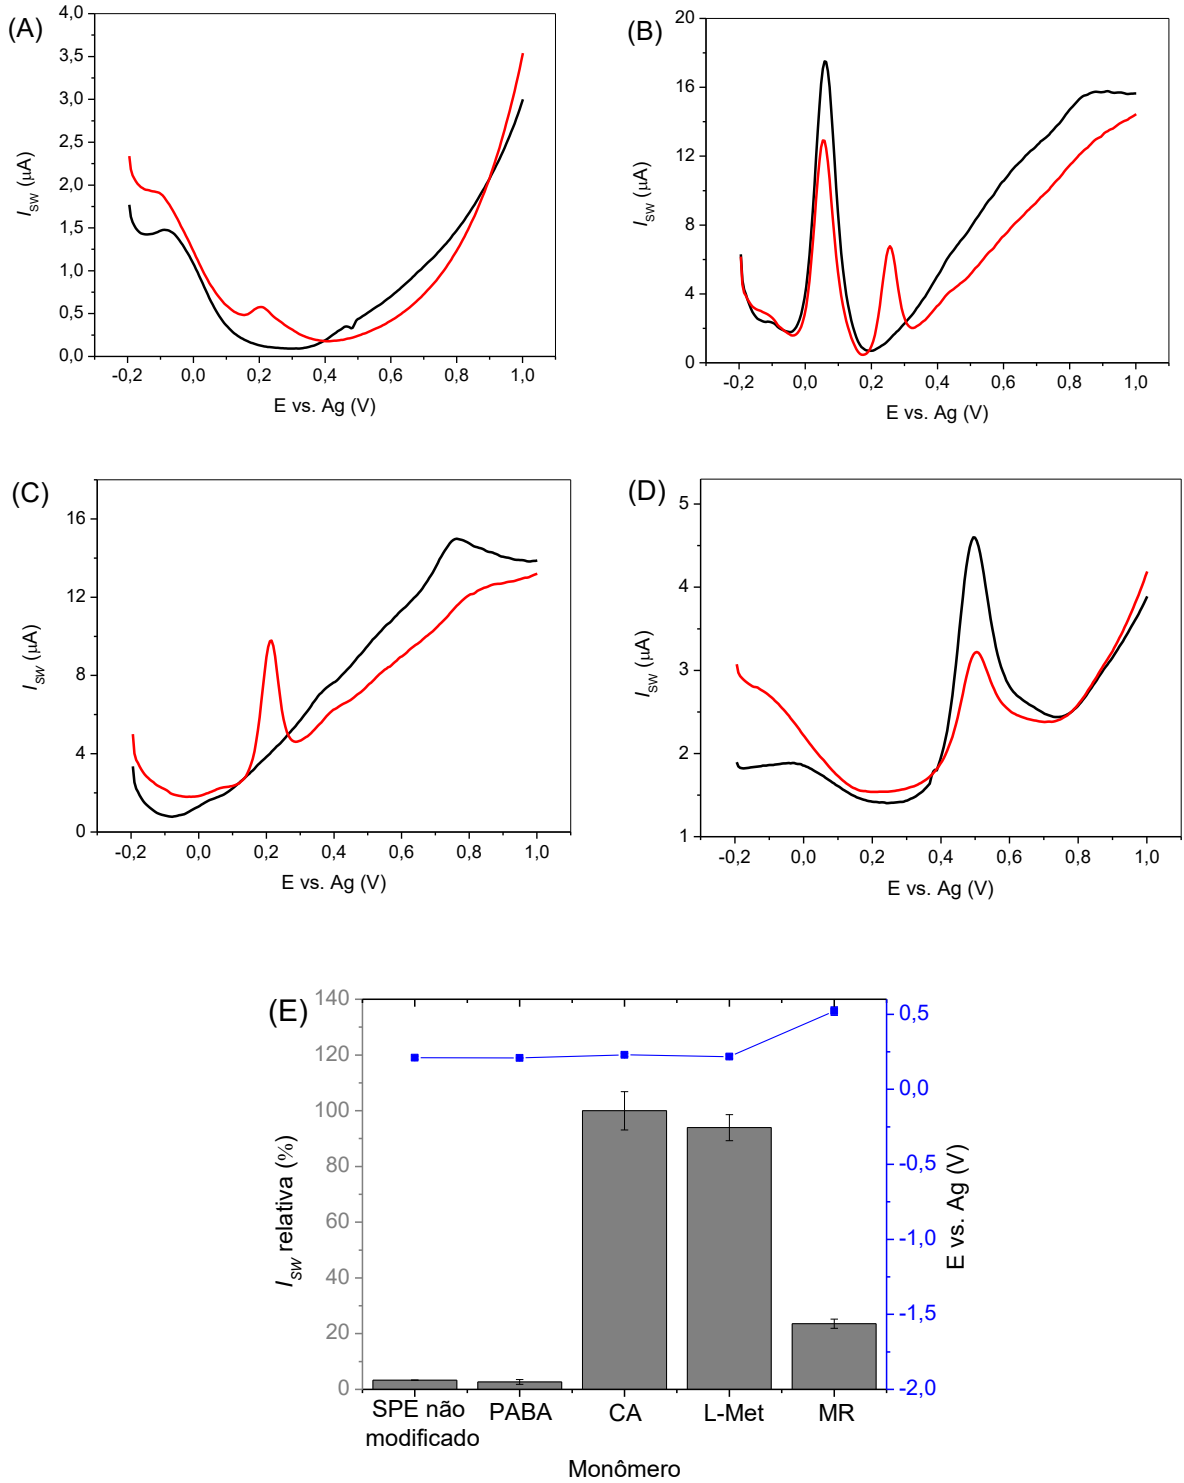 (A)
4,0
3,5
3,0
2,5
2,0
1,5
1,0
0,5
0,0
I_sw (µA)
-0,2 0,0 0,2 0,4 0,6 0,8 1,0
E vs. Ag (V)
(B)
20
16
12
8
4
0
I_sw (µA)
-0,2 0,0 0,2 0,4 0,6 0,8 1,0
E vs. Ag (V)
(C)
16
12
8
4
0
I_sw (µA)
-0,2 0,0 0,2 0,4 0,6 0,8 1,0
E vs. Ag (V)
(D)
5
4
3
2
1
I_sw (µA)
-0,2 0,0 0,2 0,4 0,6 0,8 1,0
E vs. Ag (V)
(E)
140
120
100
80
60
40
20
0
I_sw relativa (%)
0,5
0,0
-0,5
-1,0
-1,5
-2,0
E vs. Ag (V)
SPE não
modificado
PABA
CA
L-Met
MR
Monômero